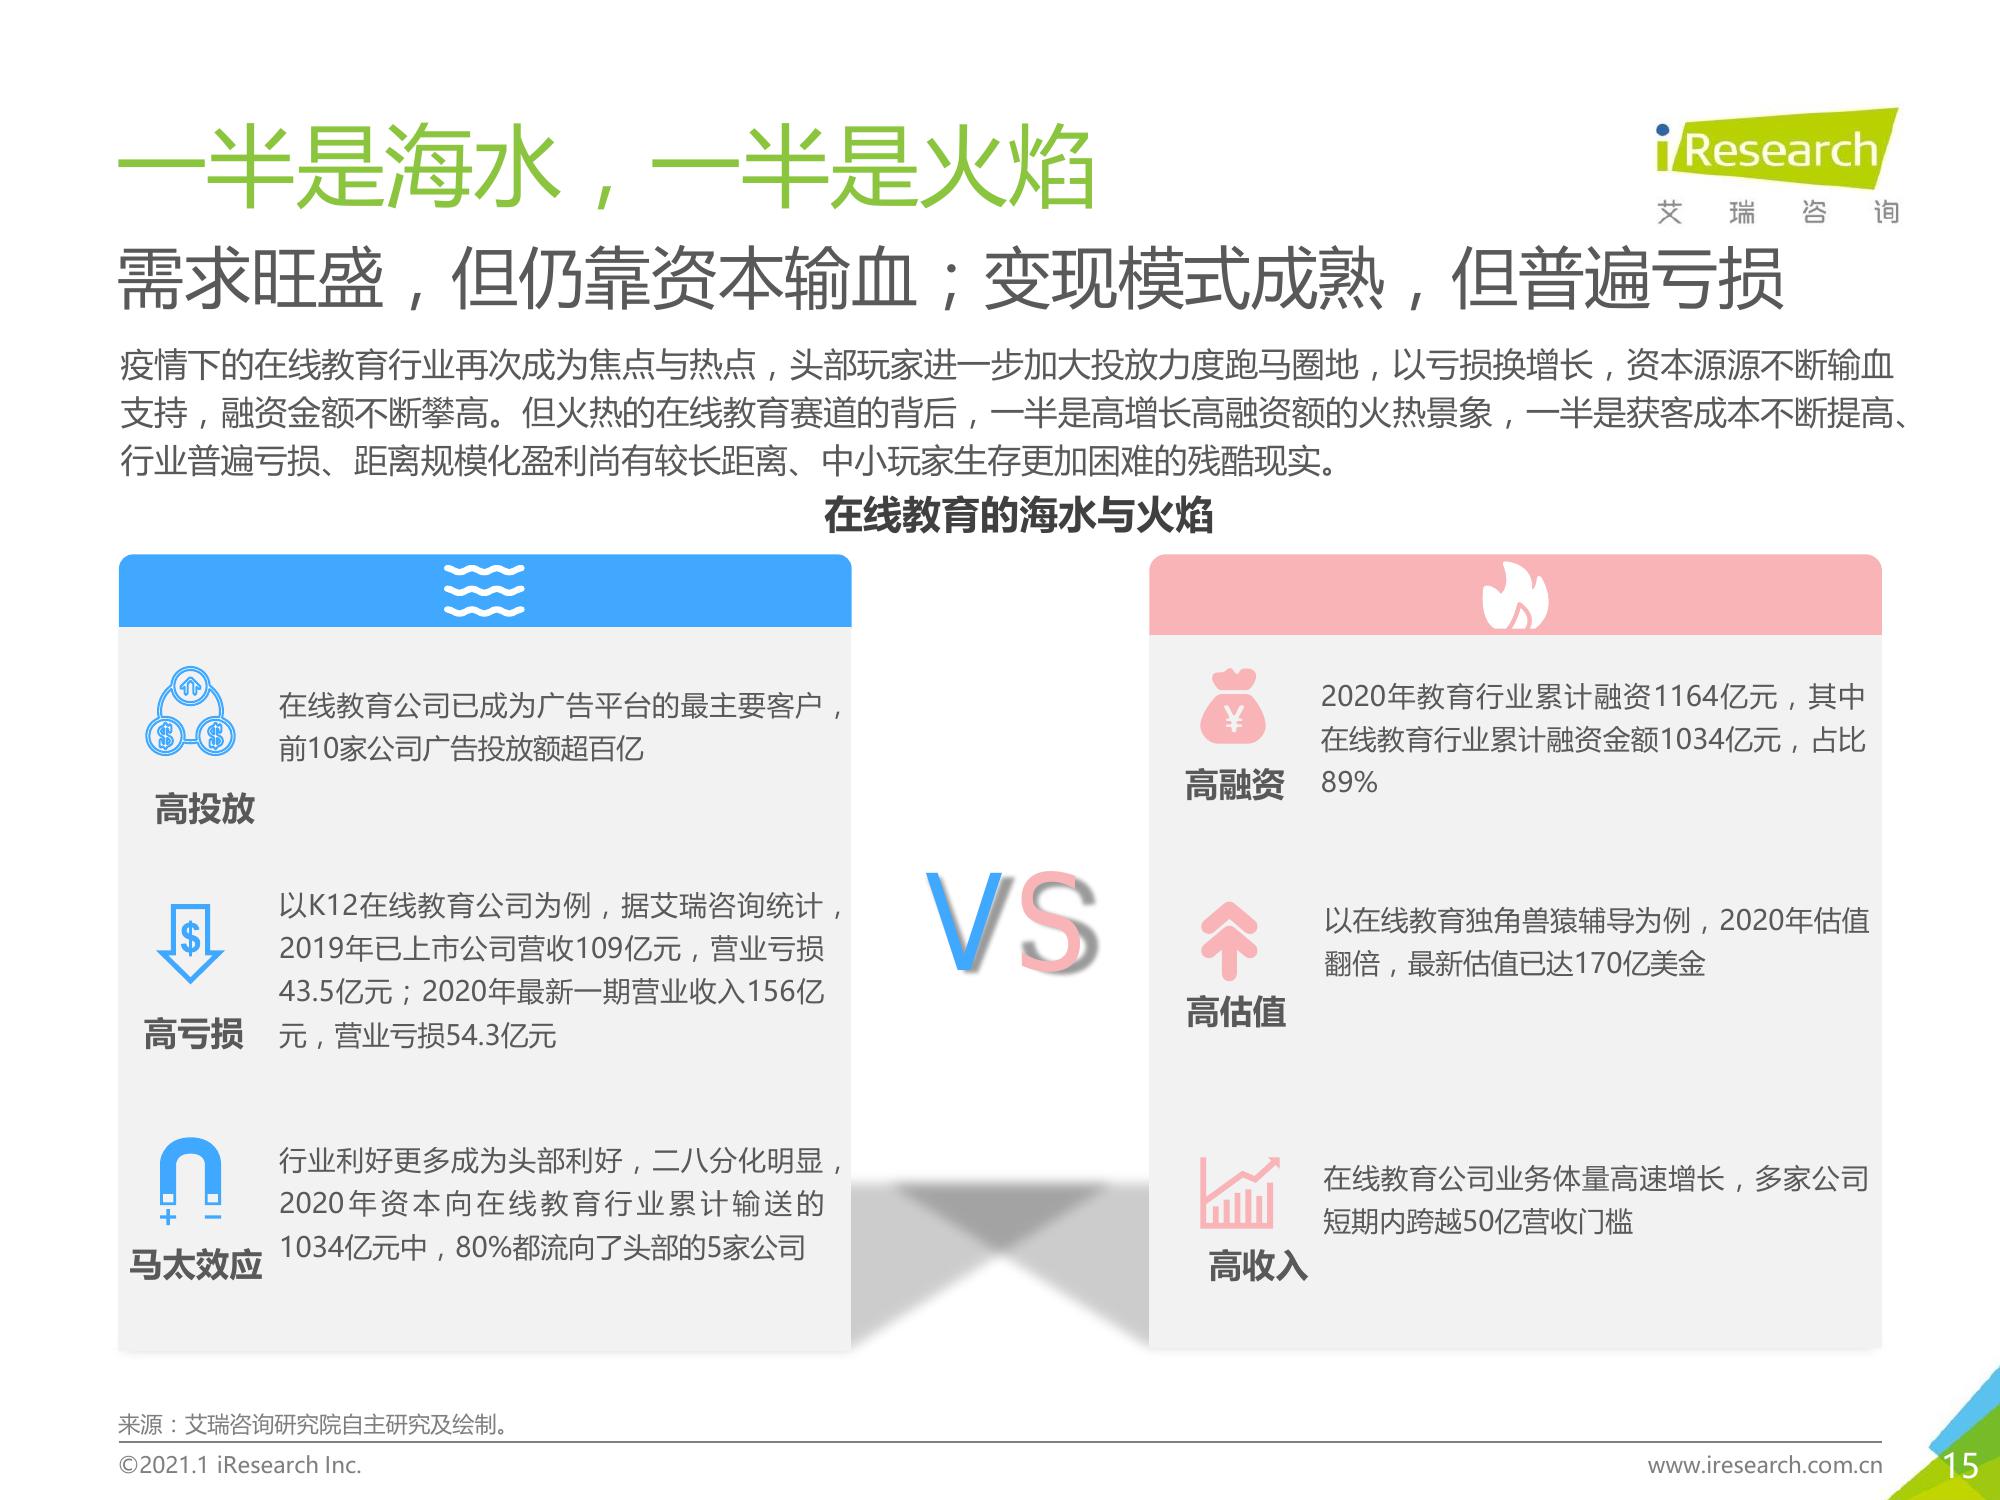 一半是海水，一半是火焰
iResearch
艾瑞咨询
需求旺盛，但仍靠资本输血；变现模式成熟，但普遍亏损
疫情下的在线教育行业再次成为焦点与热点，头部玩家进一步加大投放力度跑马圈地，以亏损换增长，资本源源不断输血
支持，融资金额不断攀高。但火热的在线教育赛道的背后，一半是高增长高融资额的火热景象，一半是获客成本不断提高、
行业普遍亏损、距离规模化盈利尚有较长距离、中小玩家生存更加困难的残酷现实。
在线教育的海水与火焰
在线教育公司已成为广告平台的最主要客户，
前10家公司广告投放额超百亿
高投放
以K12在线教育公司为例，据艾瑞咨询统计，
2019年已上市公司营收109亿元，营业亏损
43.5亿元；2020年最新一期营业收入156亿
元，营业亏损54.3亿元
高亏损
行业利好更多成为头部利好，二八分化明显，
2020年资本向在线教育行业累计输送的
1034亿元中，80%都流向了头部的5家公司
马太效应
VS
2020年教育行业累计融资1164亿元，其中
在线教育行业累计融资金额1034亿元，占比
89%
高融资
以在线教育独角兽猿辅导为例，2020年估值
翻倍，最新估值已达170亿美金
高估值
在线教育公司业务体量高速增长，多家公司
短期内跨越50亿营收门槛
高收入
来源：艾瑞咨询研究院自主研究及绘制。
©2021.1 iResearch Inc.
www.iresearch.com.cn
15